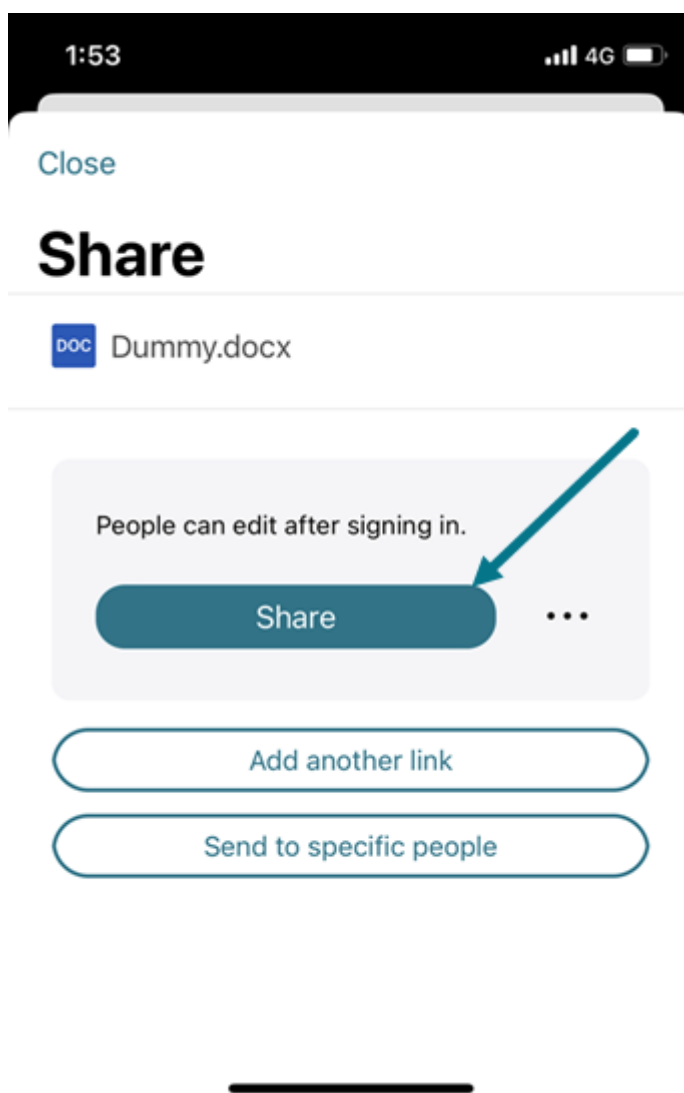 1:53
4G
Close
Share
DOC Dummy.docx
People can edit after signing in.
Share
Add another link
Send to specific people